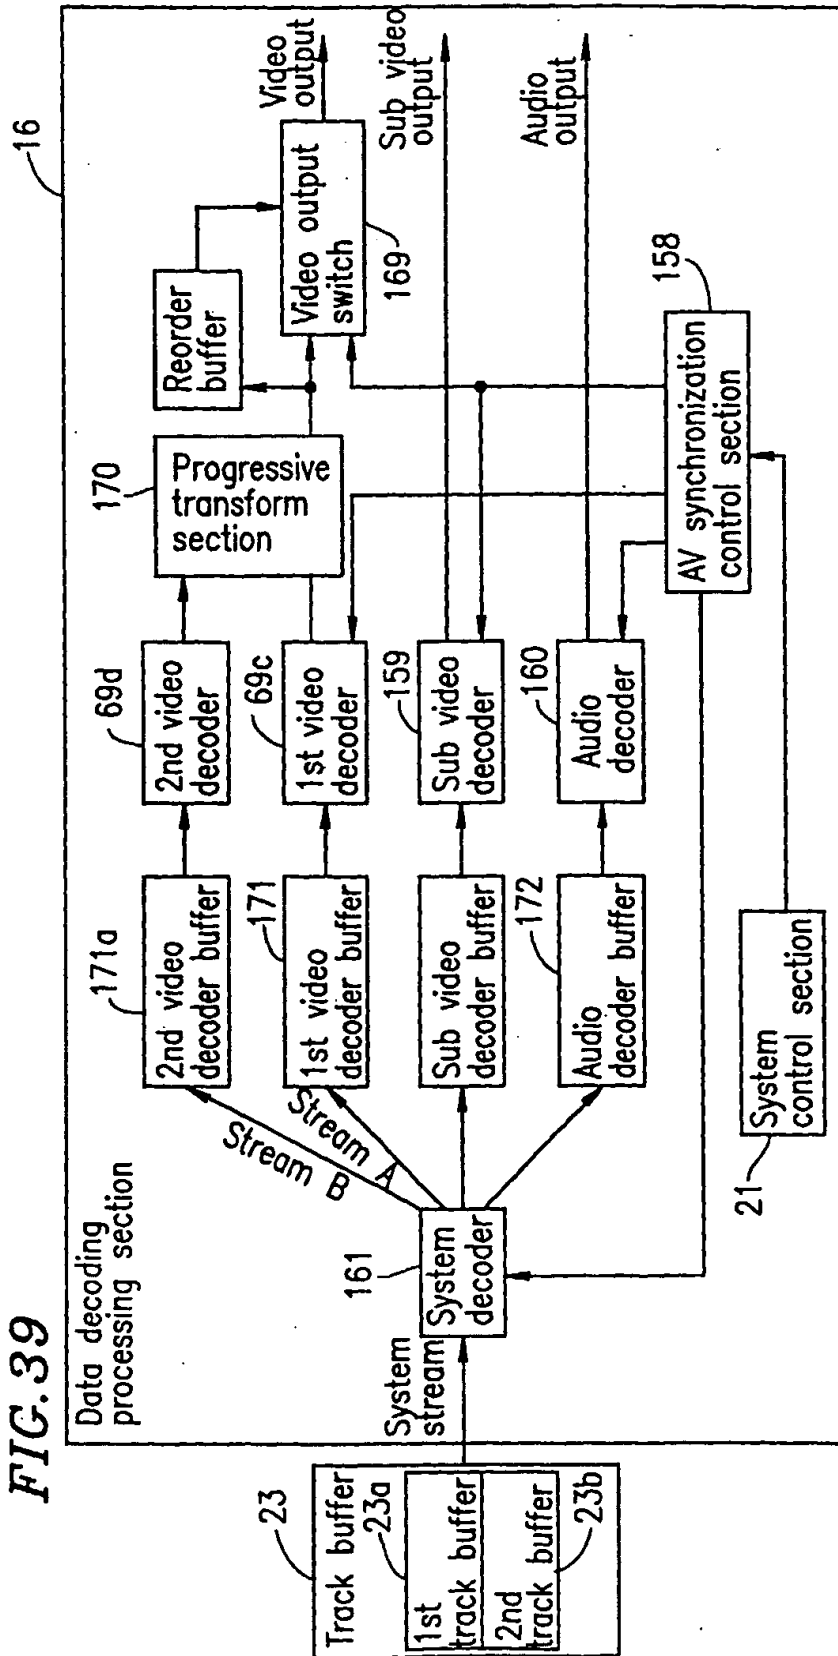 FIG.39
16
Data decoding
processing section
23
Track buffer
23a
1st
track buffer
2nd
track buffer
23b
System
stream
161
System
decoder
Stream B
Stream A
171a
2nd video
decoder buffer
171
1st video
decoder buffer
Sub video
decoder buffer
172
Audio
decoder buffer
69d
2nd video
decoder
69c
1st video
decoder
159
Sub video
decoder
160
Audio
decoder
170
Progressive
transform
section
Reorder
buffer
Video output
switch
169
Video
output
Sub video
output
Audio
output
158
AV synchronization
control section
21
System
control section